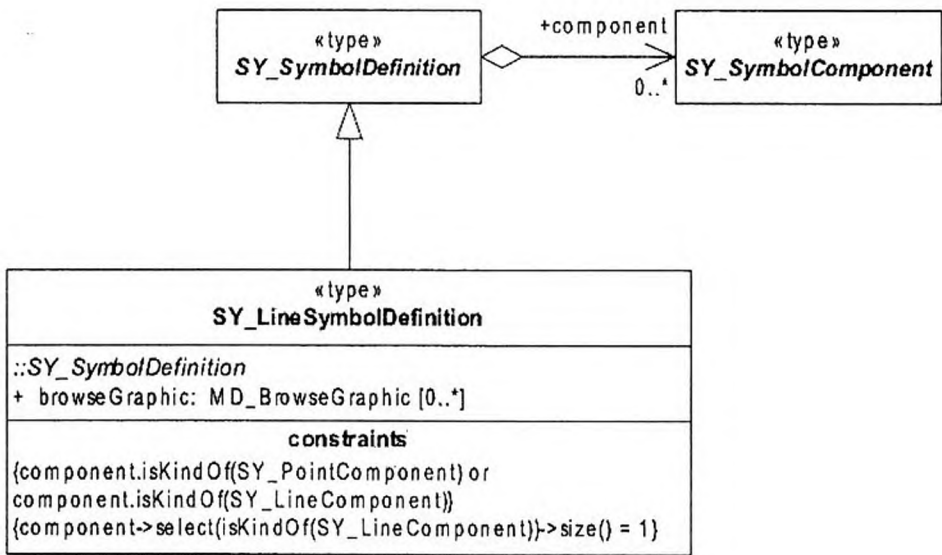 «type»
SY_SymbolDefinition
+component
0..*
«type»
SY_SymbolComponent
«type»
SY_LineSymbolDefinition
::SY_SymbolDefinition
+ browseGraphic: MD_BrowseGraphic [0..*]
constraints
{component.isKindOf(SY_PointComponent) or
component.isKindOf(SY_LineComponent)}
{component->select(isKindOf(SY_LineComponent))->size() = 1}